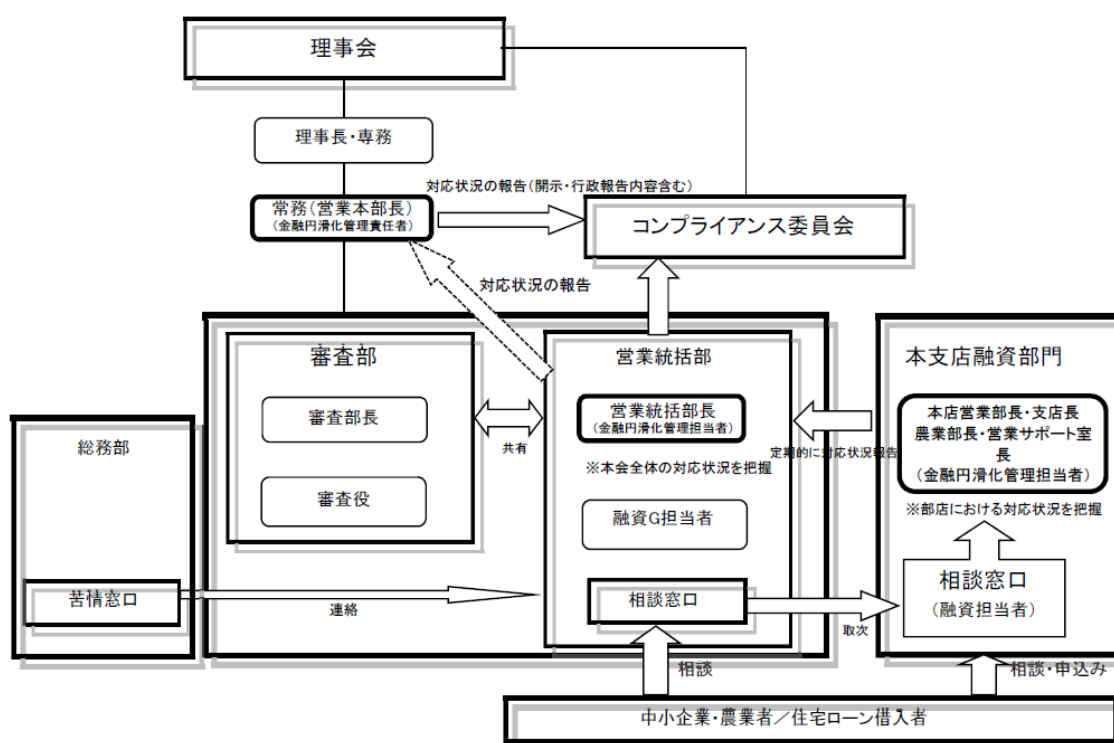 理事会
理事長・専務
対応状況の報告(開示・行政報告内容含む)
常務(営業本部長)
(金融円滑化管理責任者)
コンプライアンス委員会
対応状況の報告
審査部
営業統括部
本支店融資部門
審査部長
営業統括部長
(金融円滑化管理担当者)
本店営業部長・支店長
農業部長・営業サポート室
長
(金融円滑化管理担当者)
総務部
共有
定期的に対応状況報告
※本会全体の対応状況を把握
審査役
融資G担当者
※部店における対応状況を把握
苦情窓口
連絡
相談窓口
取次
相談窓口
(融資担当者)
相談
相談・申込み
中小企業・農業者/住宅ローン借入者